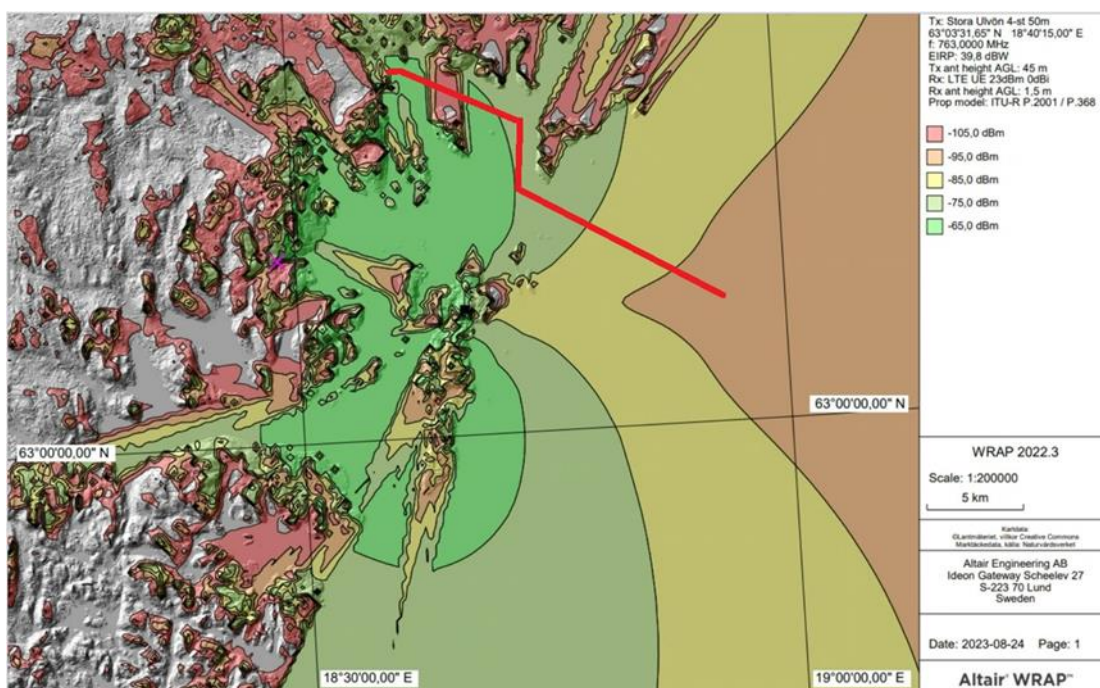 Tx: Stora Ulvön 4-st 50m
63°03'31,65" N 18°40'15,00" E
f: 763,0000 MHz
EIRP: 39,8 dBW
Tx ant height AGL: 45 m
Rx: LTE UE 23dBm 0dBi
Rx ant height AGL: 1,5 m
Prop model: ITU-R P.2001 / P.368
-105,0 dBm
-95,0 dBm
-85,0 dBm
-75,0 dBm
-65,0 dBm
63°00'00,00" N
63°00'00,00" N
18°30'00,00" E
19°00'00,00" E
WRAP 2022.3
Scale: 1:200000
5 km
Kartdata:
©Lantmäteriet, villkor Creative Commons
Marktäckedata, källa: Naturvårdsverket
Altair Engineering AB
Ideon Gateway Scheelev 27
S-223 70 Lund
Sweden
Date: 2023-08-24 Page: 1
Altair® WRAP™